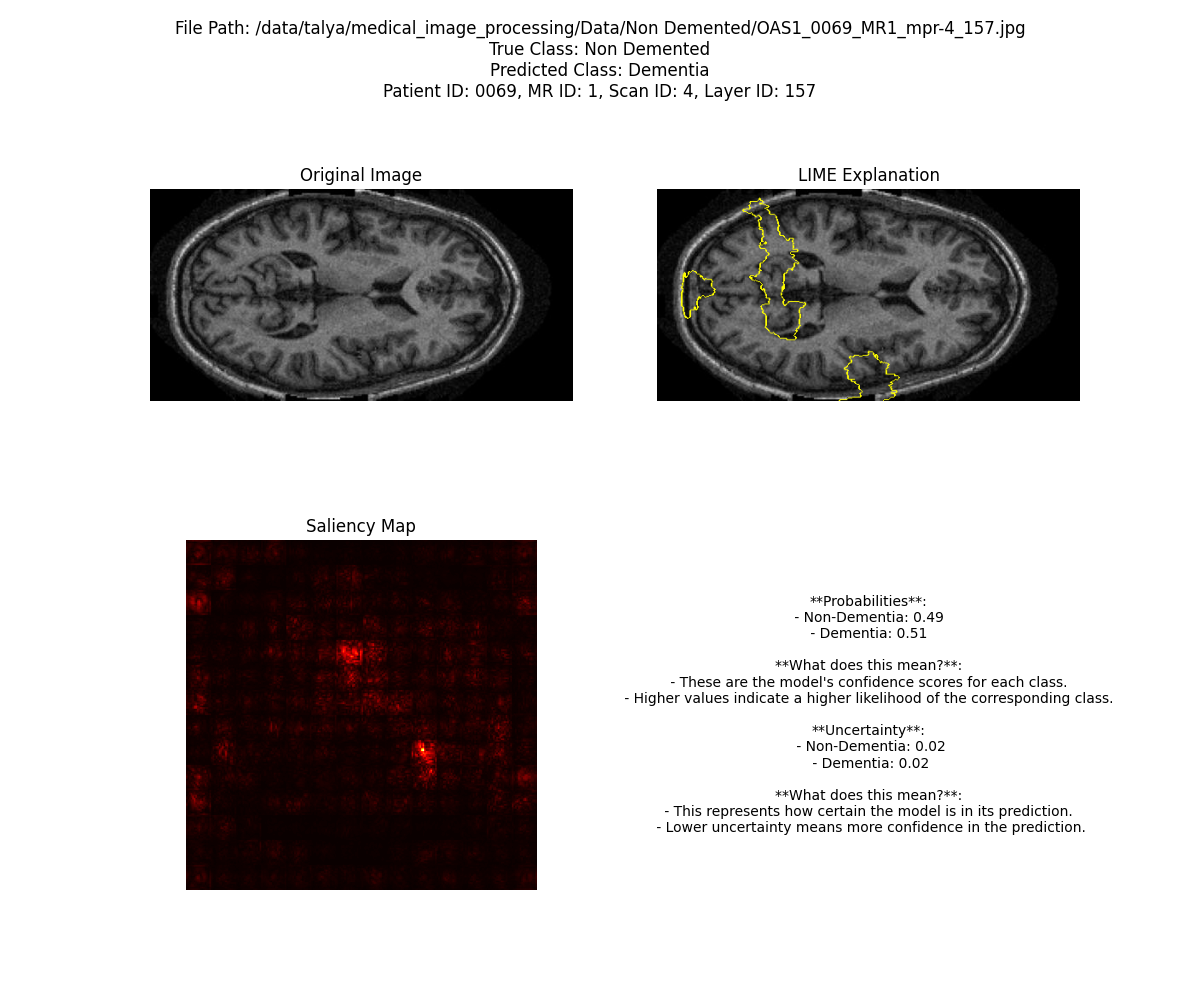 File Path: /data/talya/medical_image_processing/Data/Non Demented/OAS1_0069_MR1_mpr-4_157.jpg
True Class: Non Demented
Predicted Class: Dementia
Patient ID: 0069, MR ID: 1, Scan ID: 4, Layer ID: 157
Original Image
LIME Explanation
Saliency Map
**Probabilities**:
- Non-Dementia: 0.49
- Dementia: 0.51
**What does this mean?**:
- These are the model's confidence scores for each class.
- Higher values indicate a higher likelihood of the corresponding class.
**Uncertainty**:
- Non-Dementia: 0.02
- Dementia: 0.02
**What does this mean?**:
- This represents how certain the model is in its prediction.
- Lower uncertainty means more confidence in the prediction.